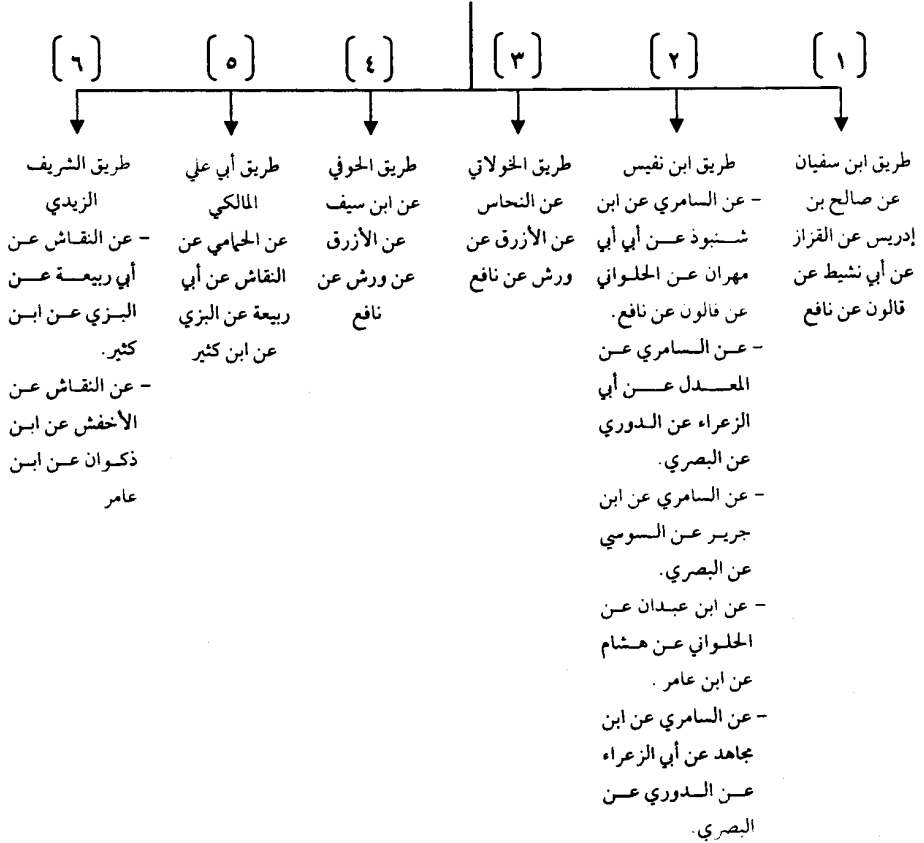 [١]
[٢]
[٣]
[٤]
[٥]
[٦]
طريق ابن سفيان
عن صالح بن
إدريس عن القزاز
عن أبي نشيط عن
قالون عن نافع
طريق ابن نفيس
- عن السامري عن ابن
شنبوذ عن أبي أبي
مهران عن الحلواني
عن قالون عن نافع.
- عن السامري عن
المعدل عن أبي
الزعراء عن الدوري
عن البصري.
- عن السامري عن ابن
جرير عن السوسي
عن البصري.
- عن ابن عبدان عن
الحلواني عن هشام
عن ابن عامر .
- عن السامري عن ابن
مجاهد عن أبي الزعراء
عن الدوري عن
البصري.
طريق الخولاني
عن النحاس
عن الأزرق عن
ورش عن نافع
طريق الحوفي
عن ابن سيف
عن الأزرق
عن ورش عن
نافع
طريق أبي علي
المالكي
عن الحمامي عن
النقاش عن أبي
ربيعة عن البزي
عن ابن كثير
طريق الشريف
الزيدي
- عن النقاش عن
أبي ربيعة عن
البزي عن ابن
كثير.
- عن النقاش عن
الأخفش عن ابن
ذكوان عن ابن
عامر